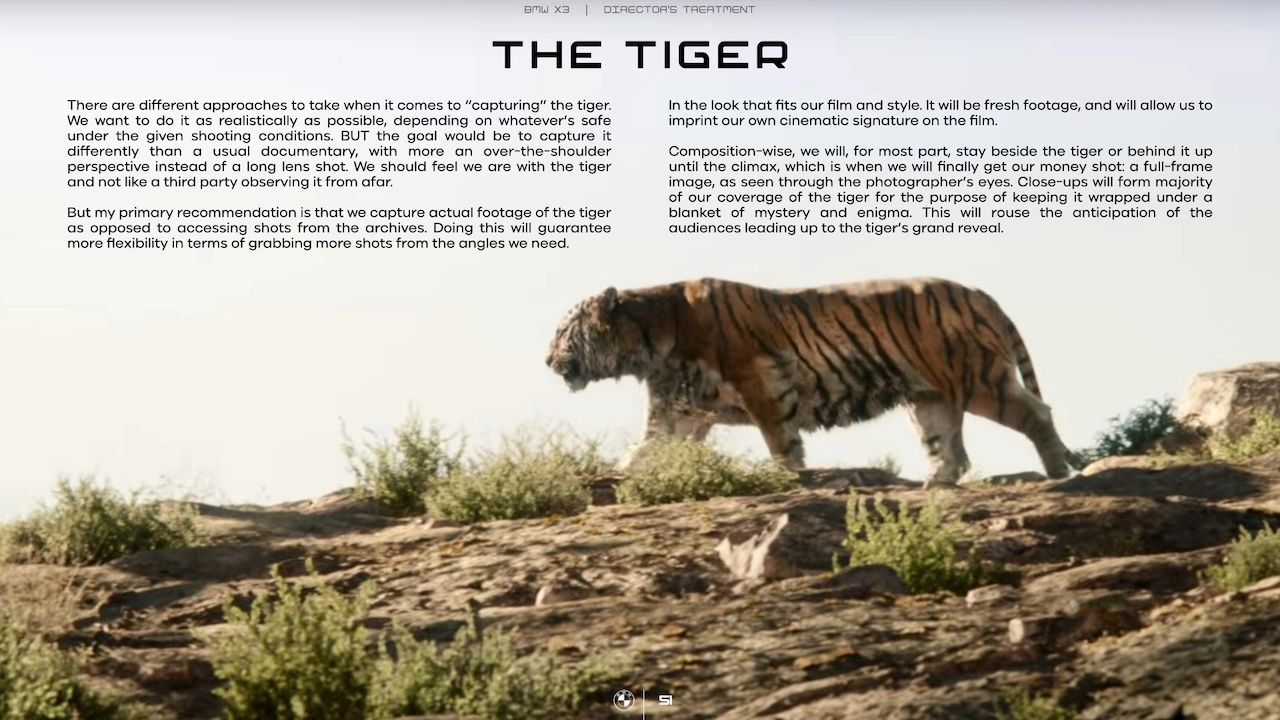 BMW X3 | DIRECTOR'S TREATMENT
THE TIGER
There are different approaches to take when it comes to “capturing” the tiger.
We want to do it as realistically as possible, depending on whatever’s safe
under the given shooting conditions. BUT the goal would be to capture it
differently than a usual documentary, with more an over-the-shoulder
perspective instead of a long lens shot. We should feel we are with the tiger
and not like a third party observing it from afar.
But my primary recommendation is that we capture actual footage of the tiger
as opposed to accessing shots from the archives. Doing this will guarantee
more flexibility in terms of grabbing more shots from the angles we need.
In the look that fits our film and style. It will be fresh footage, and will allow us to
imprint our own cinematic signature on the film.
Composition-wise, we will, for most part, stay beside the tiger or behind it up
until the climax, which is when we will finally get our money shot: a full-frame
image, as seen through the photographer’s eyes. Close-ups will form majority
of our coverage of the tiger for the purpose of keeping it wrapped under a
blanket of mystery and enigma. This will rouse the anticipation of the
audiences leading up to the tiger’s grand reveal.
BMW
51